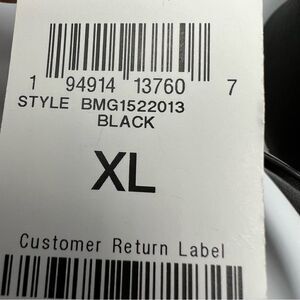 1 94914 13760 7
STYLE BMG1522013
BLACK
XL
Customer Return Label